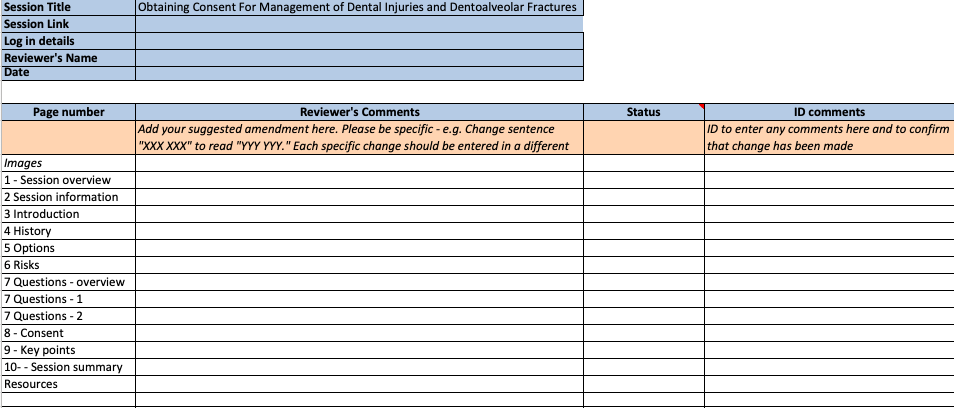 Session Title Obtaining Consent For Management of Dental Injuries and Dentoalveolar Fractures
Session Link
Log in details
Reviewer's Name
Date
Page number Reviewer's Comments Status ID comments
Add your suggested amendment here. Please be specific - e.g. Change sentence ID to enter any comments here and to confirm
"XXX XXX" to read "YYY YYY." Each specific change should be entered in a different that change has been made
Images
1 - Session overview
2 Session information
3 Introduction
4 History
5 Options
6 Risks
7 Questions - overview
7 Questions - 1
7 Questions - 2
8 - Consent
9 - Key points
10- - Session summary
Resources